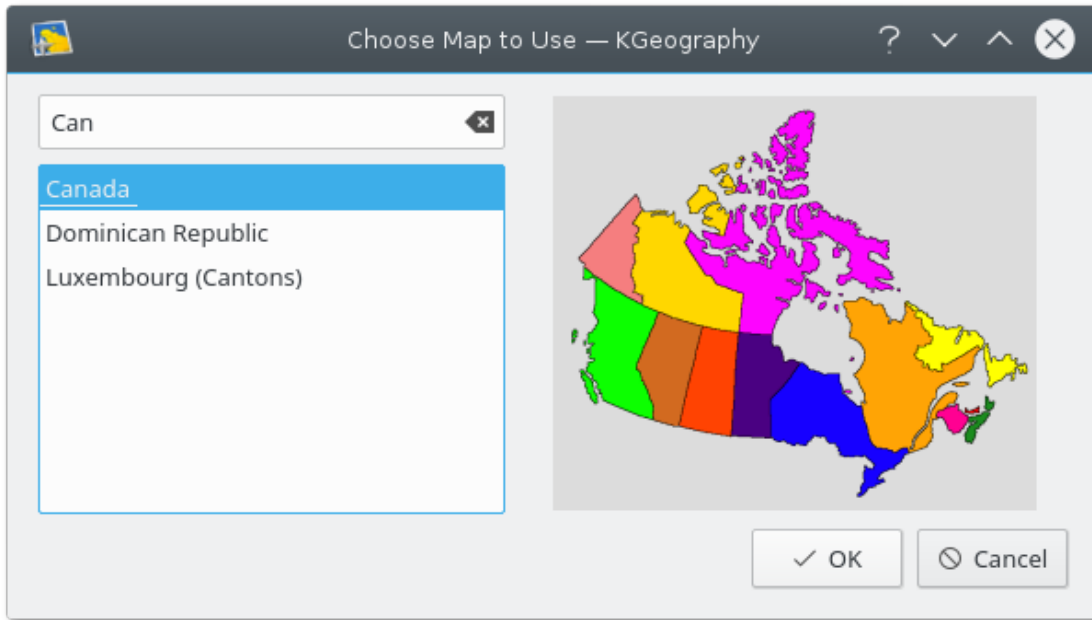 Choose Map to Use — KGeography
Can
Canada
Dominican Republic
Luxembourg (Cantons)
OK
Cancel